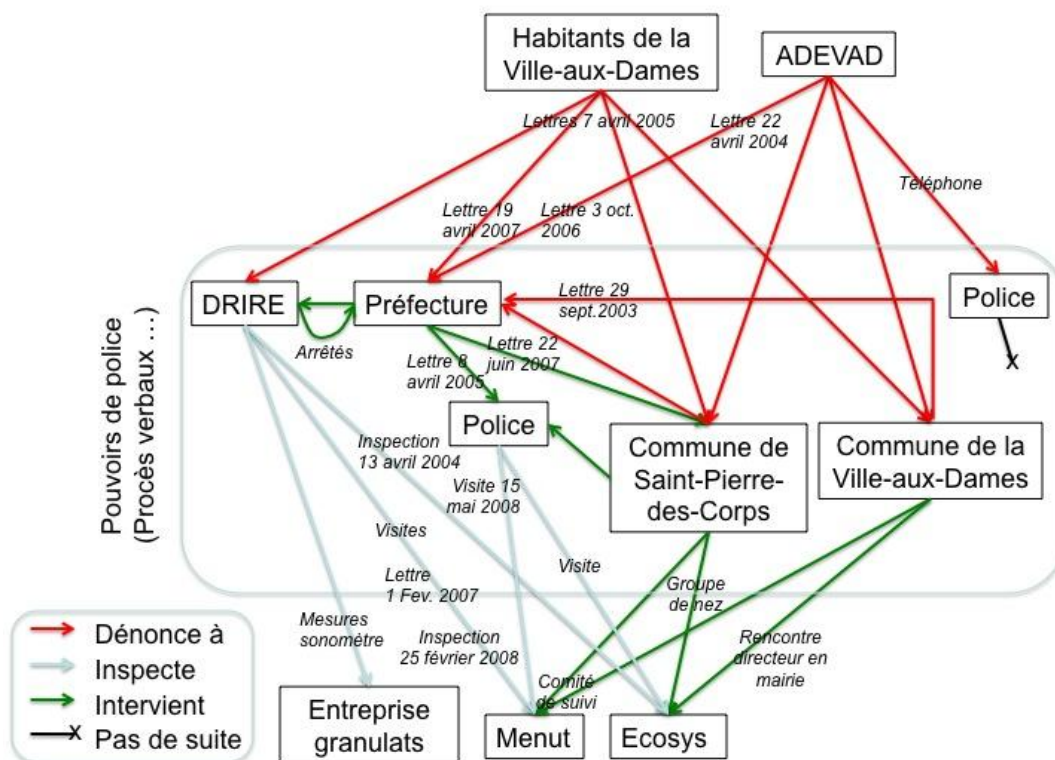 Habitants de la
Ville-aux-Dames
ADEVAD
Lettres 7 avril 2005
Lettre 22
avril 2004
Téléphone
Lettre 19
avril 2007
Lettre 3 oct.
2006
DRIRE
Préfecture
Lettre 29
sept.2003
Police
Arrêtés
Lettre 8
avril 2005
Lettre 22
juin 2007
Pouvoirs de police
(Procès verbaux …)
Police
Commune de
Saint-Pierre-
des-Corps
Commune de la
Ville-aux-Dames
Inspection
13 avril 2004
Visite 15
mai 2008
Visites
Visite
Lettre
1 Fev. 2007
Groupe
de nez
Mesures
sonomètre
Inspection
25 février 2008
Rencontre
directeur en
mairie
Comité
de suivi
Dénonce à
Inspecte
Intervient
x Pas de suite
x
Entreprise
granulats
Menut
Ecosys